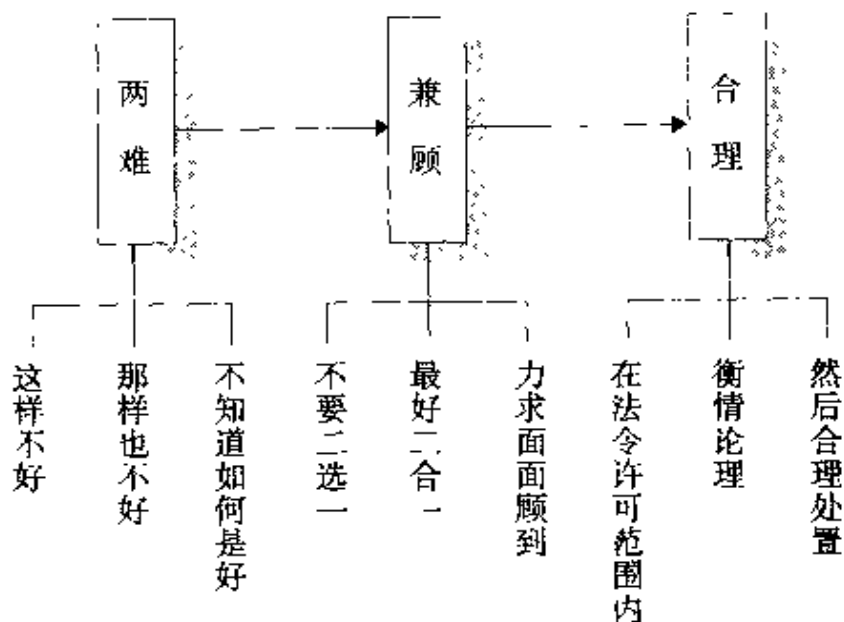 两难
兼顾
合理
这样不好
那样也不好
不知道如何是好
不要二选一
最好二合一
力求面面顾到
在法令许可范围内
衡情论理
然后合理处置